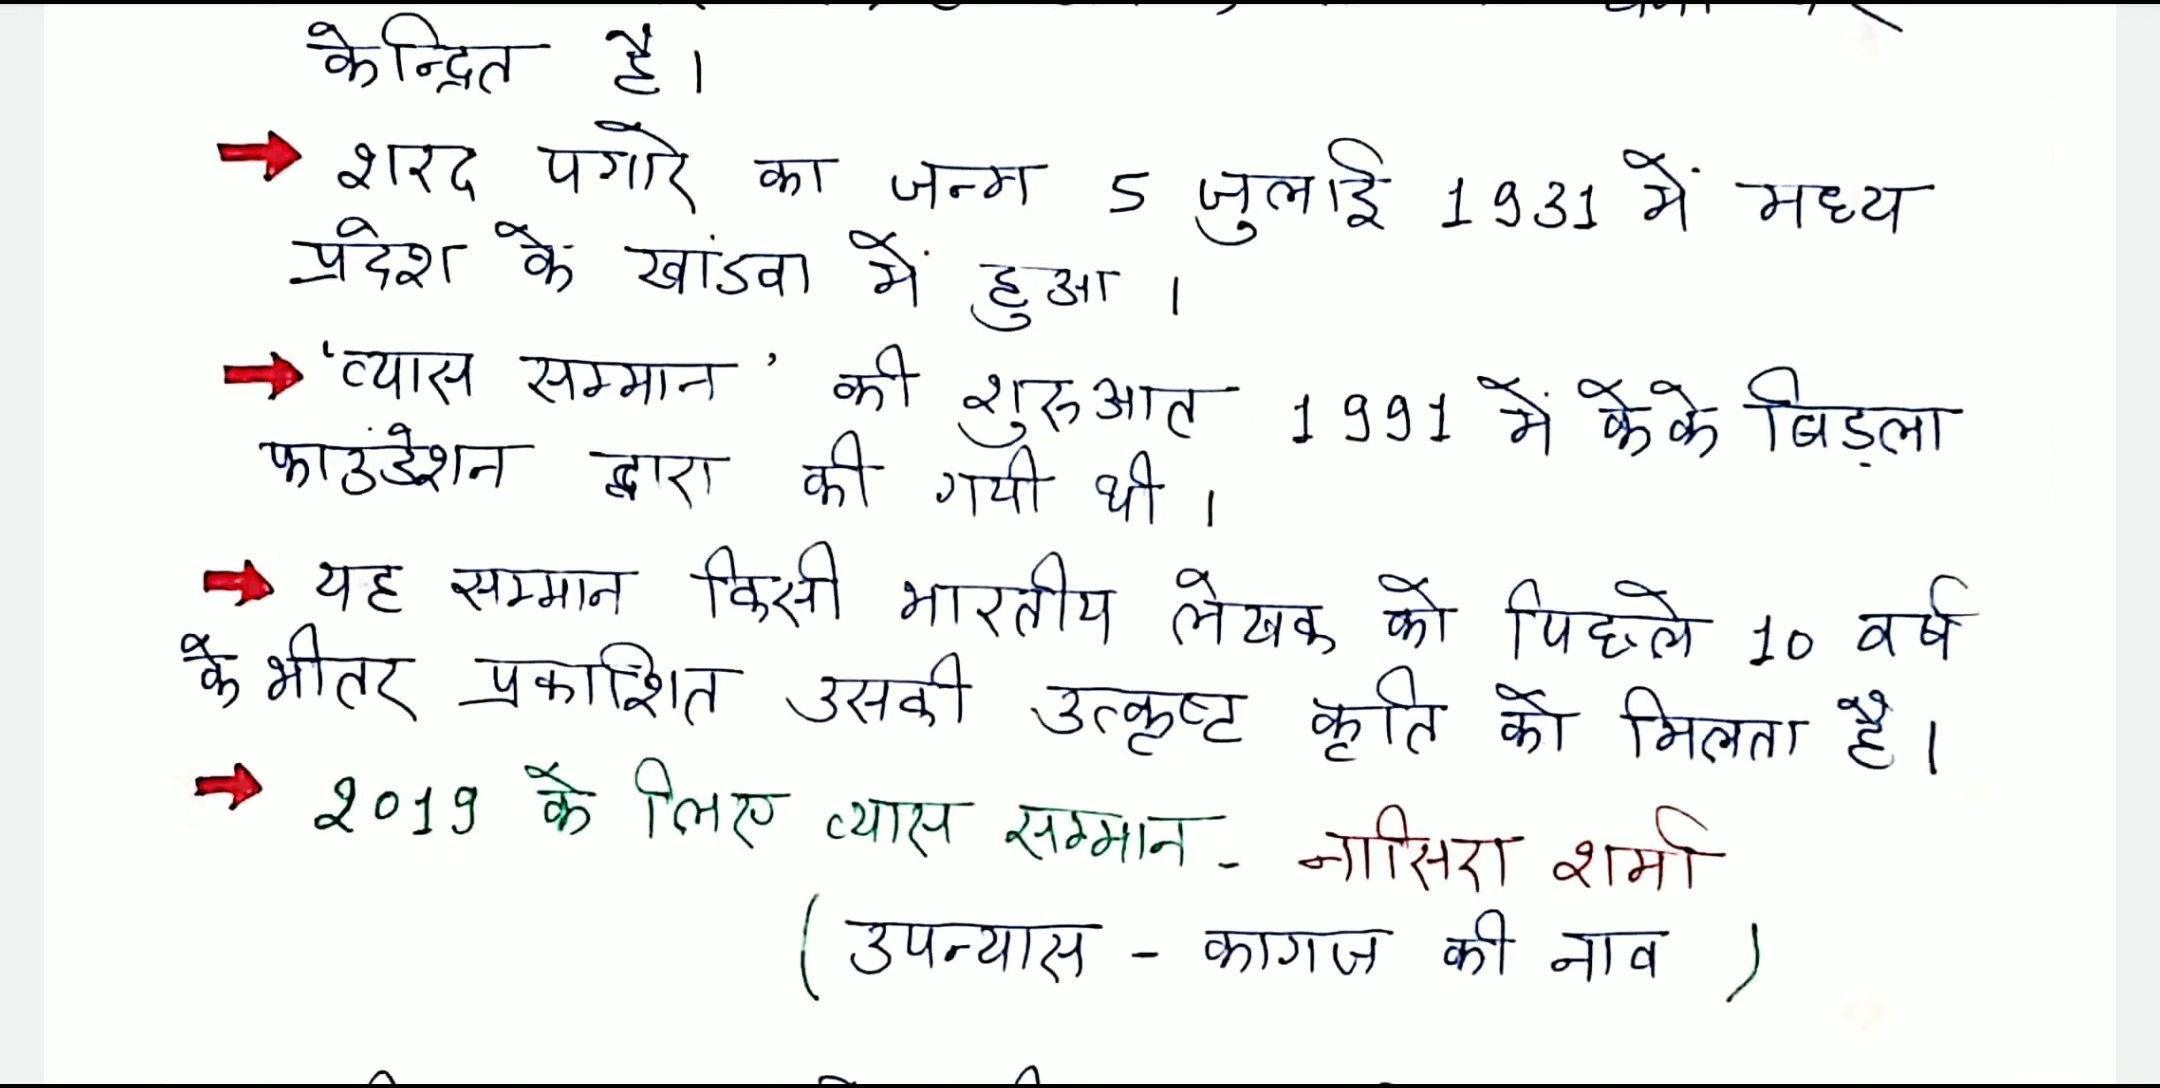 केन्द्रित है।
→ शरद पगारे का जन्म 5 जुलाई 1931 में मध्य
प्रदेश के खांडवा में हुआ ।
→ 'व्यास सम्मान' की शुरुआत 1991 में के के बिड़ला
फाउंडेशन द्वारा की गयी थी ।
→ यह सम्मान किसी भारतीय लेखक को पिछले 10 वर्ष
के भीतर प्रकाशित उसकी उत्कृष्ट कृति को मिलता है।
→ 2019 के लिए व्यास सम्मान - नासिरा शर्मा
( उपन्यास - कागज की नाव )